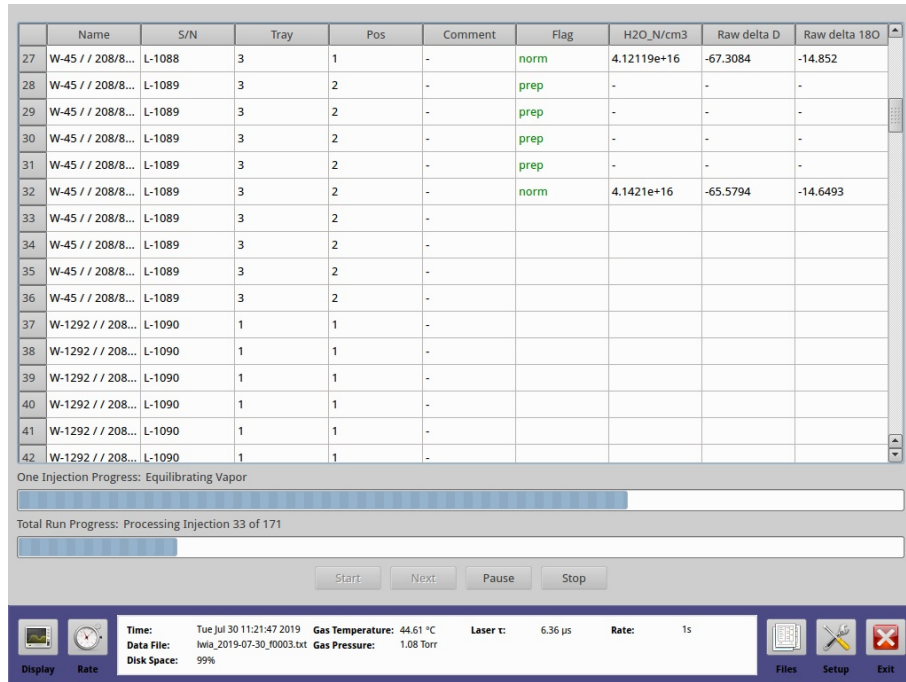 Name S/N Tray Pos Comment Flag H2O_N/cm3 Raw delta D Raw delta 18O
27 W-45 / / 208/8... L-1088 3 1 - norm 4.12119e+16 -67.3084 -14.852
28 W-45 / / 208/8... L-1089 3 2 - prep - - -
29 W-45 / / 208/8... L-1089 3 2 - prep - - -
30 W-45 / / 208/8... L-1089 3 2 - prep - - -
31 W-45 / / 208/8... L-1089 3 2 - prep - - -
32 W-45 / / 208/8... L-1089 3 2 - norm 4.1421e+16 -65.5794 -14.6493
33 W-45 / / 208/8... L-1089 3 2 -
34 W-45 / / 208/8... L-1089 3 2 -
35 W-45 / / 208/8... L-1089 3 2 -
36 W-45 / / 208/8... L-1089 3 2 -
37 W-1292 / / 208... L-1090 1 1 -
38 W-1292 / / 208... L-1090 1 1 -
39 W-1292 / / 208... L-1090 1 1 -
40 W-1292 / / 208... L-1090 1 1 -
41 W-1292 / / 208... L-1090 1 1 -
42 W-1292 / / 208... L-1090 1 1 -
One Injection Progress: Equilibrating Vapor
Total Run Progress: Processing Injection 33 of 171
Start Next Pause Stop
Time: Tue Jul 30 11:21:47 2019 Gas Temperature: 44.61 °C Laser τ: 6.36 µs Rate: 1s
Data File: lwia_2019-07-30_f0003.txt Gas Pressure: 1.08 Torr
Disk Space: 99%
Display Rate Files Setup Exit